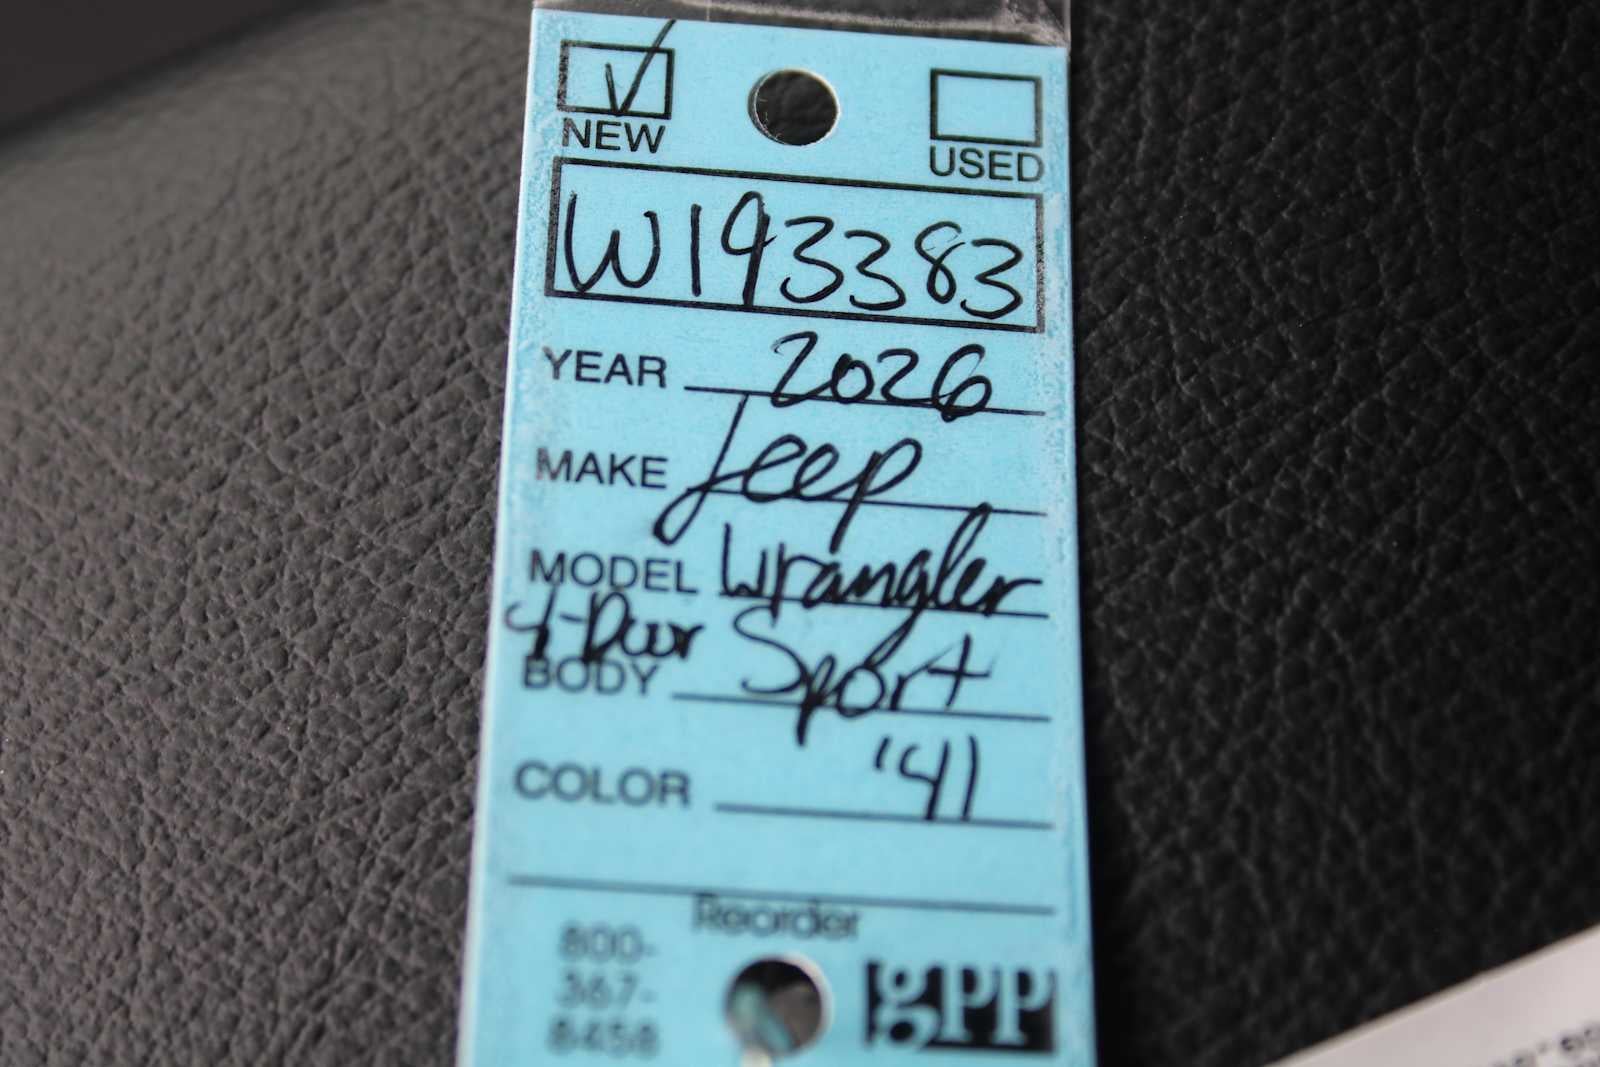 NEW
USED
W193383
YEAR 2026
MAKE Jeep
MODEL Wrangler
4-Door Sport
BODY
COLOR '41
Reorder
800-
367-
8458
gPP